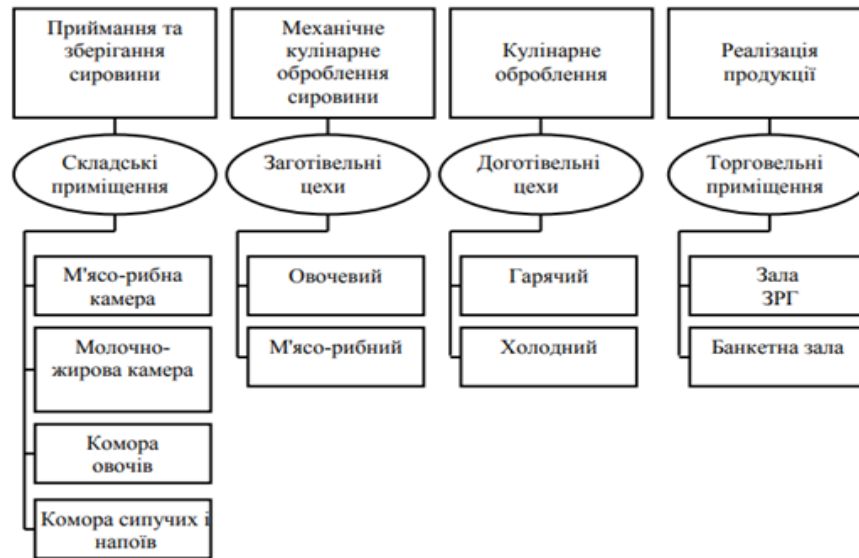 Приймання та
зберігання
сировини
Механічне
кулінарне
оброблення
сировини
Кулінарне
оброблення
Реалізація
продукції
Складські
приміщення
Заготівельні
цехи
Доготівельні
цехи
Торговельні
приміщення
М'ясо-рибна
камера
Молочно-
жирова камера
Комора
овочів
Комора сипучих і
напоїв
Овочевий
М'ясо-рибний
Гарячий
Холодний
Зала
ЗРГ
Банкетна зала